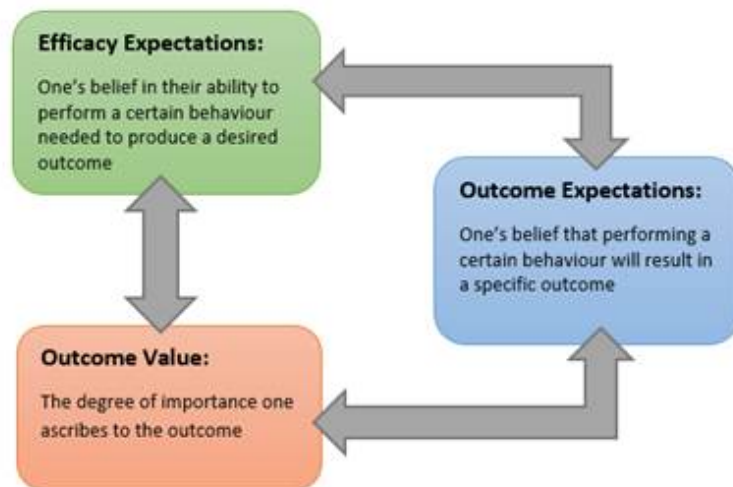 Efficacy Expectations:
One's belief in their ability to
perform a certain behaviour
needed to produce a desired
outcome
Outcome Expectations:
One's belief that performing a
certain behaviour will result in
a specific outcome
Outcome Value:
The degree of importance one
ascribes to the outcome